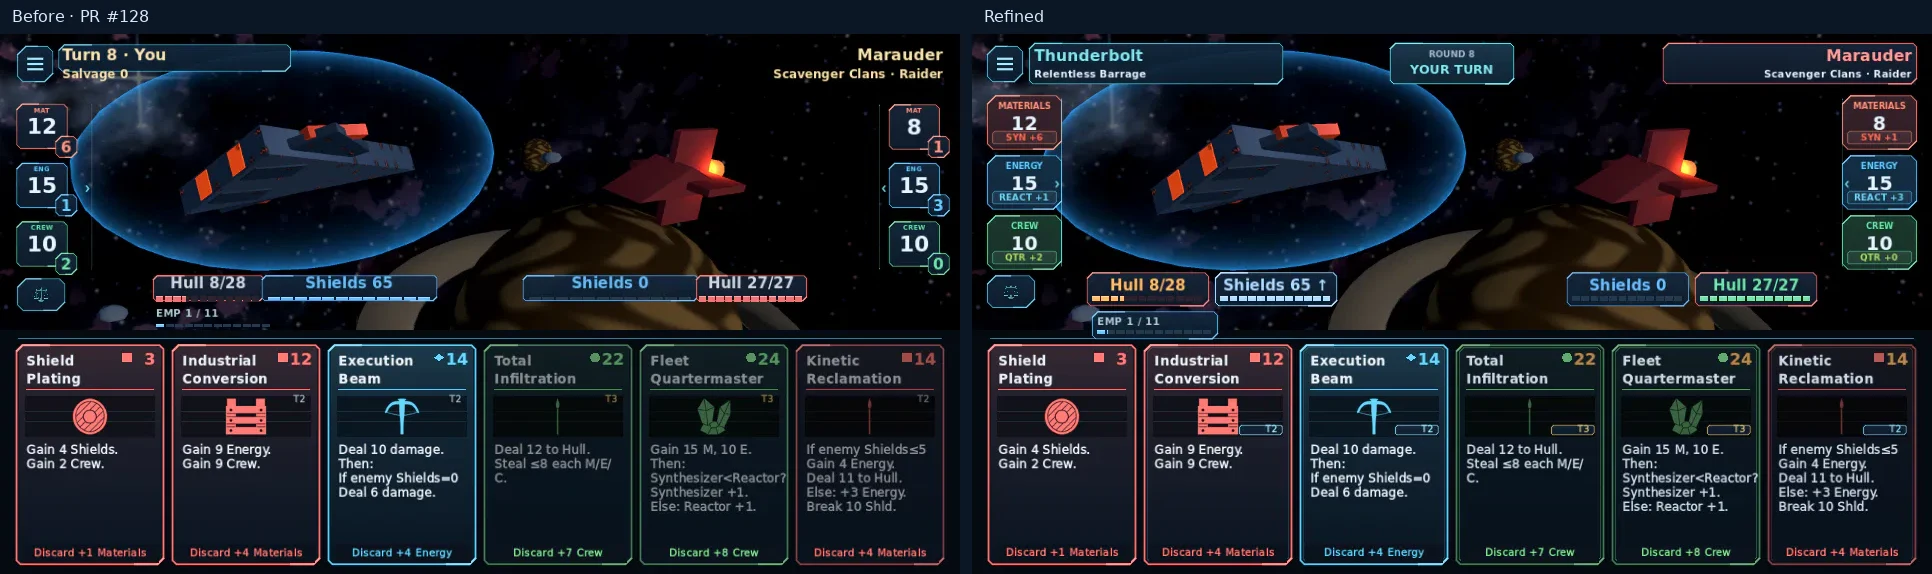 Before · PR #128
Turn 8 · You
Salvage 0
Marauder
Scavenger Clans · Raider
MAT
12
6
ENG
15
1
CREW
10
2
MAT
8
1
ENG
15
3
CREW
10
0
Hull 8/28
Shields 65
Shields 0
Hull 27/27
EMP 1 / 11
Shield
Plating
3
Gain 4 Shields.
Gain 2 Crew.
Discard +1 Materials
Industrial
Conversion
12
T2
Gain 9 Energy.
Gain 9 Crew.
Discard +4 Materials
Execution
Beam
14
T2
Deal 10 damage.
Then:
If enemy Shields=0
Deal 6 damage.
Discard +4 Energy
Total
Infiltration
22
T3
Deal 12 to Hull.
Steal ≤8 each M/E/
C.
Discard +7 Crew
Fleet
Quartermaster
24
T3
Gain 15 M, 10 E.
Then:
Synthesizer<Reactor?
Synthesizer +1.
Else: Reactor +1.
Discard +8 Crew
Kinetic
Reclamation
14
T2
If enemy Shields≤5
Gain 4 Energy.
Deal 11 to Hull.
Else: +3 Energy.
Break 10 Shld.
Discard +4 Materials
Refined
Thunderbolt
Relentless Barrage
ROUND 8
YOUR TURN
Marauder
Scavenger Clans · Raider
MATERIALS
12
SYN +6
ENERGY
15
REACT +1
CREW
10
QTR +2
MATERIALS
8
SYN +1
ENERGY
15
REACT +3
CREW
10
QTR +0
Hull 8/28
Shields 65 ↑
Shields 0
Hull 27/27
EMP 1 / 11
Shield
Plating
3
Gain 4 Shields.
Gain 2 Crew.
Discard +1 Materials
Industrial
Conversion
12
T2
Gain 9 Energy.
Gain 9 Crew.
Discard +4 Materials
Execution
Beam
14
T2
Deal 10 damage.
Then:
If enemy Shields=0
Deal 6 damage.
Discard +4 Energy
Total
Infiltration
22
T3
Deal 12 to Hull.
Steal ≤8 each M/E/
C.
Discard +7 Crew
Fleet
Quartermaster
24
T3
Gain 15 M, 10 E.
Then:
Synthesizer<Reactor?
Synthesizer +1.
Else: Reactor +1.
Discard +8 Crew
Kinetic
Reclamation
14
T2
If enemy Shields≤5
Gain 4 Energy.
Deal 11 to Hull.
Else: +3 Energy.
Break 10 Shld.
Discard +4 Materials